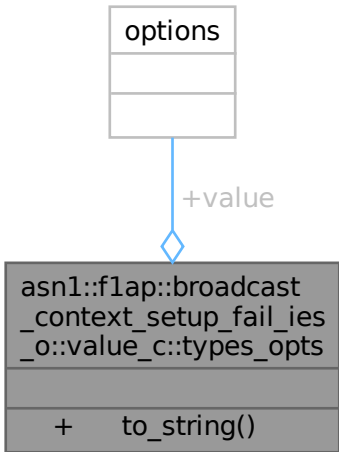 options
+value
asn1::f1ap::broadcast
_context_setup_fail_ies
_o::value_c::types_opts
+ to_string()